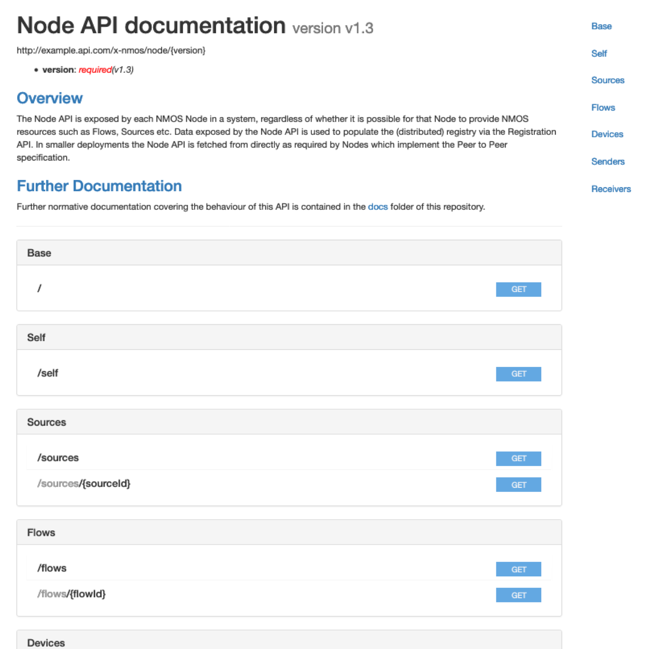 Node API documentation version v1.3
http://example.api.com/x-nmos/node/{version}
• version: required(v1.3)
Overview
The Node API is exposed by each NMOS Node in a system, regardless of whether it is possible for that Node to provide NMOS
resources such as Flows, Sources etc. Data exposed by the Node API is used to populate the (distributed) registry via the Registration
API. In smaller deployments the Node API is fetched from directly as required by Nodes which implement the Peer to Peer
specification.
Further Documentation
Further normative documentation covering the behaviour of this API is contained in the docs folder of this repository.
Base
/ GET
Self
/self GET
Sources
/sources GET
/sources/{sourceId} GET
Flows
/flows GET
/flows/{flowId} GET
Devices
Base
Self
Sources
Flows
Devices
Senders
Receivers